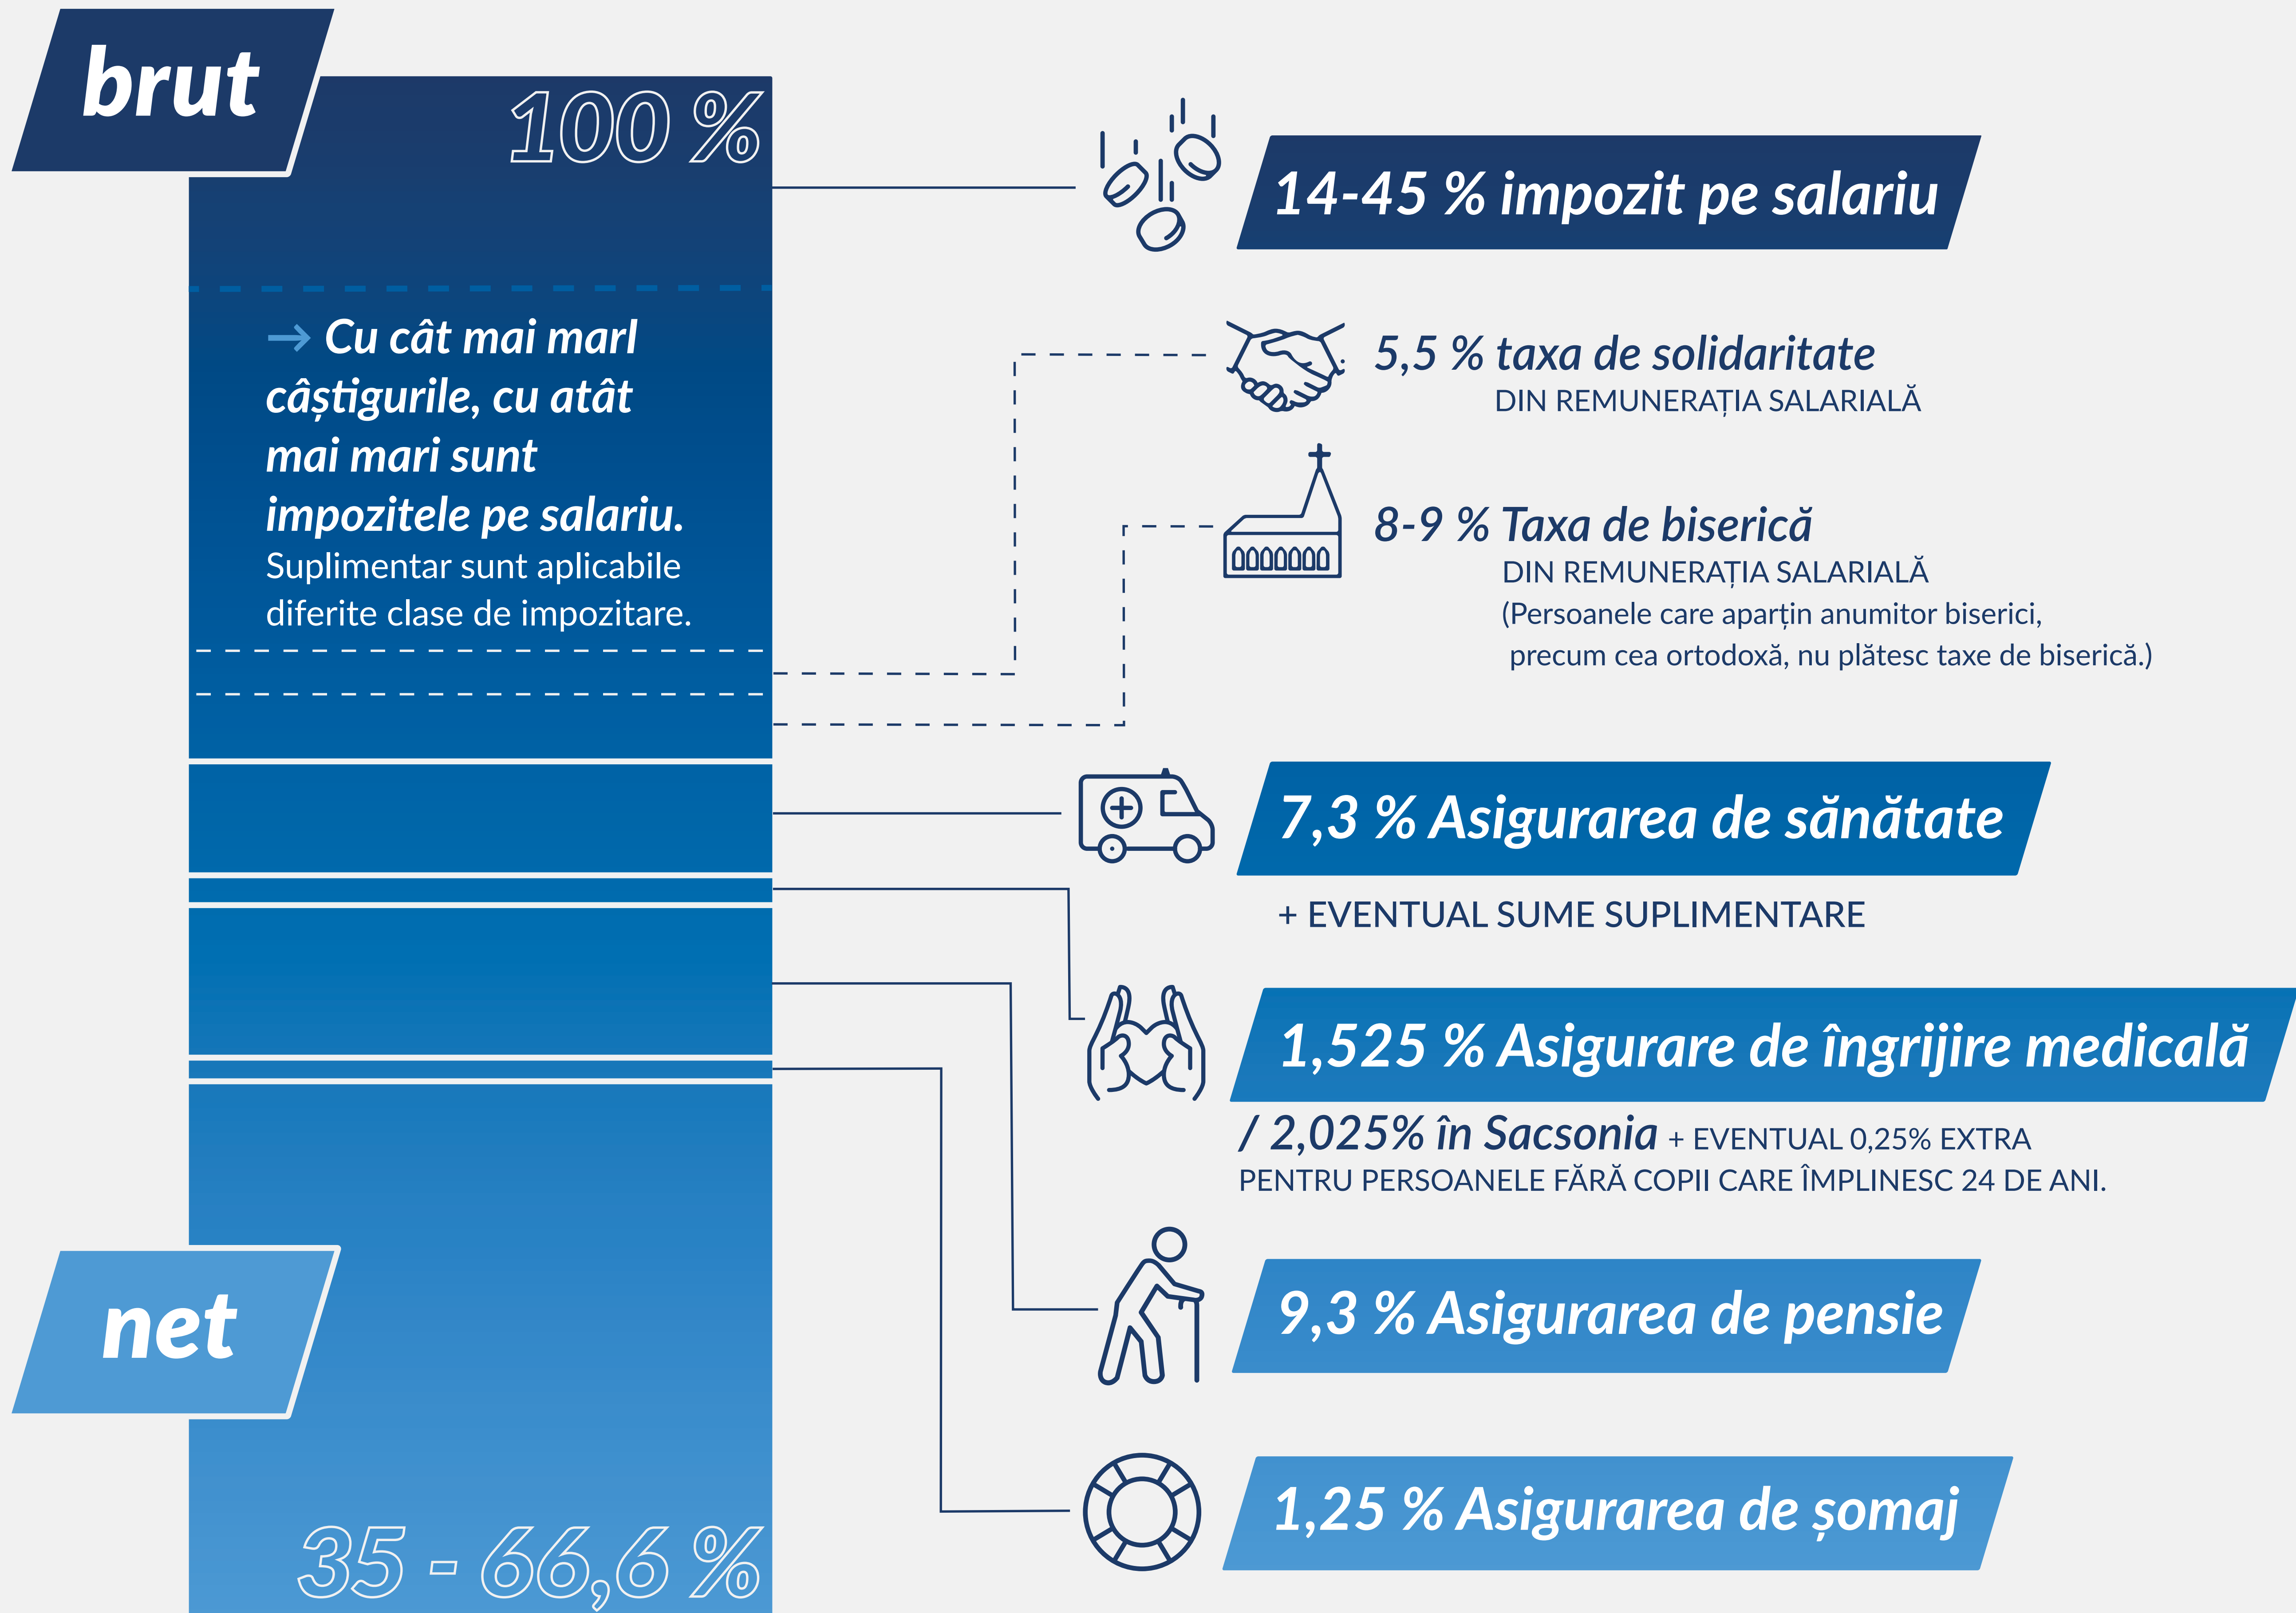 brut
100 %
→ Cu cât mai marl
câștigurile, cu atât
mai mari sunt
impozitele pe salariu.
Suplimentar sunt aplicabile
diferite clase de impozitare.
net
35 - 66,6 %
14-45 % impozit pe salariu
5,5 % taxa de solidaritate
DIN REMUNERAȚIA SALARIALĂ
8-9 % Taxa de biserică
DIN REMUNERAȚIA SALARIALĂ
(Persoanele care aparțin anumitor biserici,
precum cea ortodoxă, nu plătesc taxe de biserică.)
7,3 % Asigurarea de sănătate
+ EVENTUAL SUME SUPLIMENTARE
1,525 % Asigurare de îngrijire medicală
/ 2,025% în Sacsonia + EVENTUAL 0,25% EXTRA
PENTRU PERSOANELE FĂRĂ COPII CARE ÎMPLINESC 24 DE ANI.
9,3 % Asigurarea de pensie
1,25 % Asigurarea de șomaj